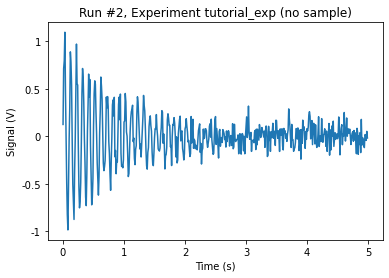 Run #2, Experiment tutorial_exp (no sample)
Signal (V)
1
0.5
0
-0.5
-1
0 1 2 3 4 5
Time (s)